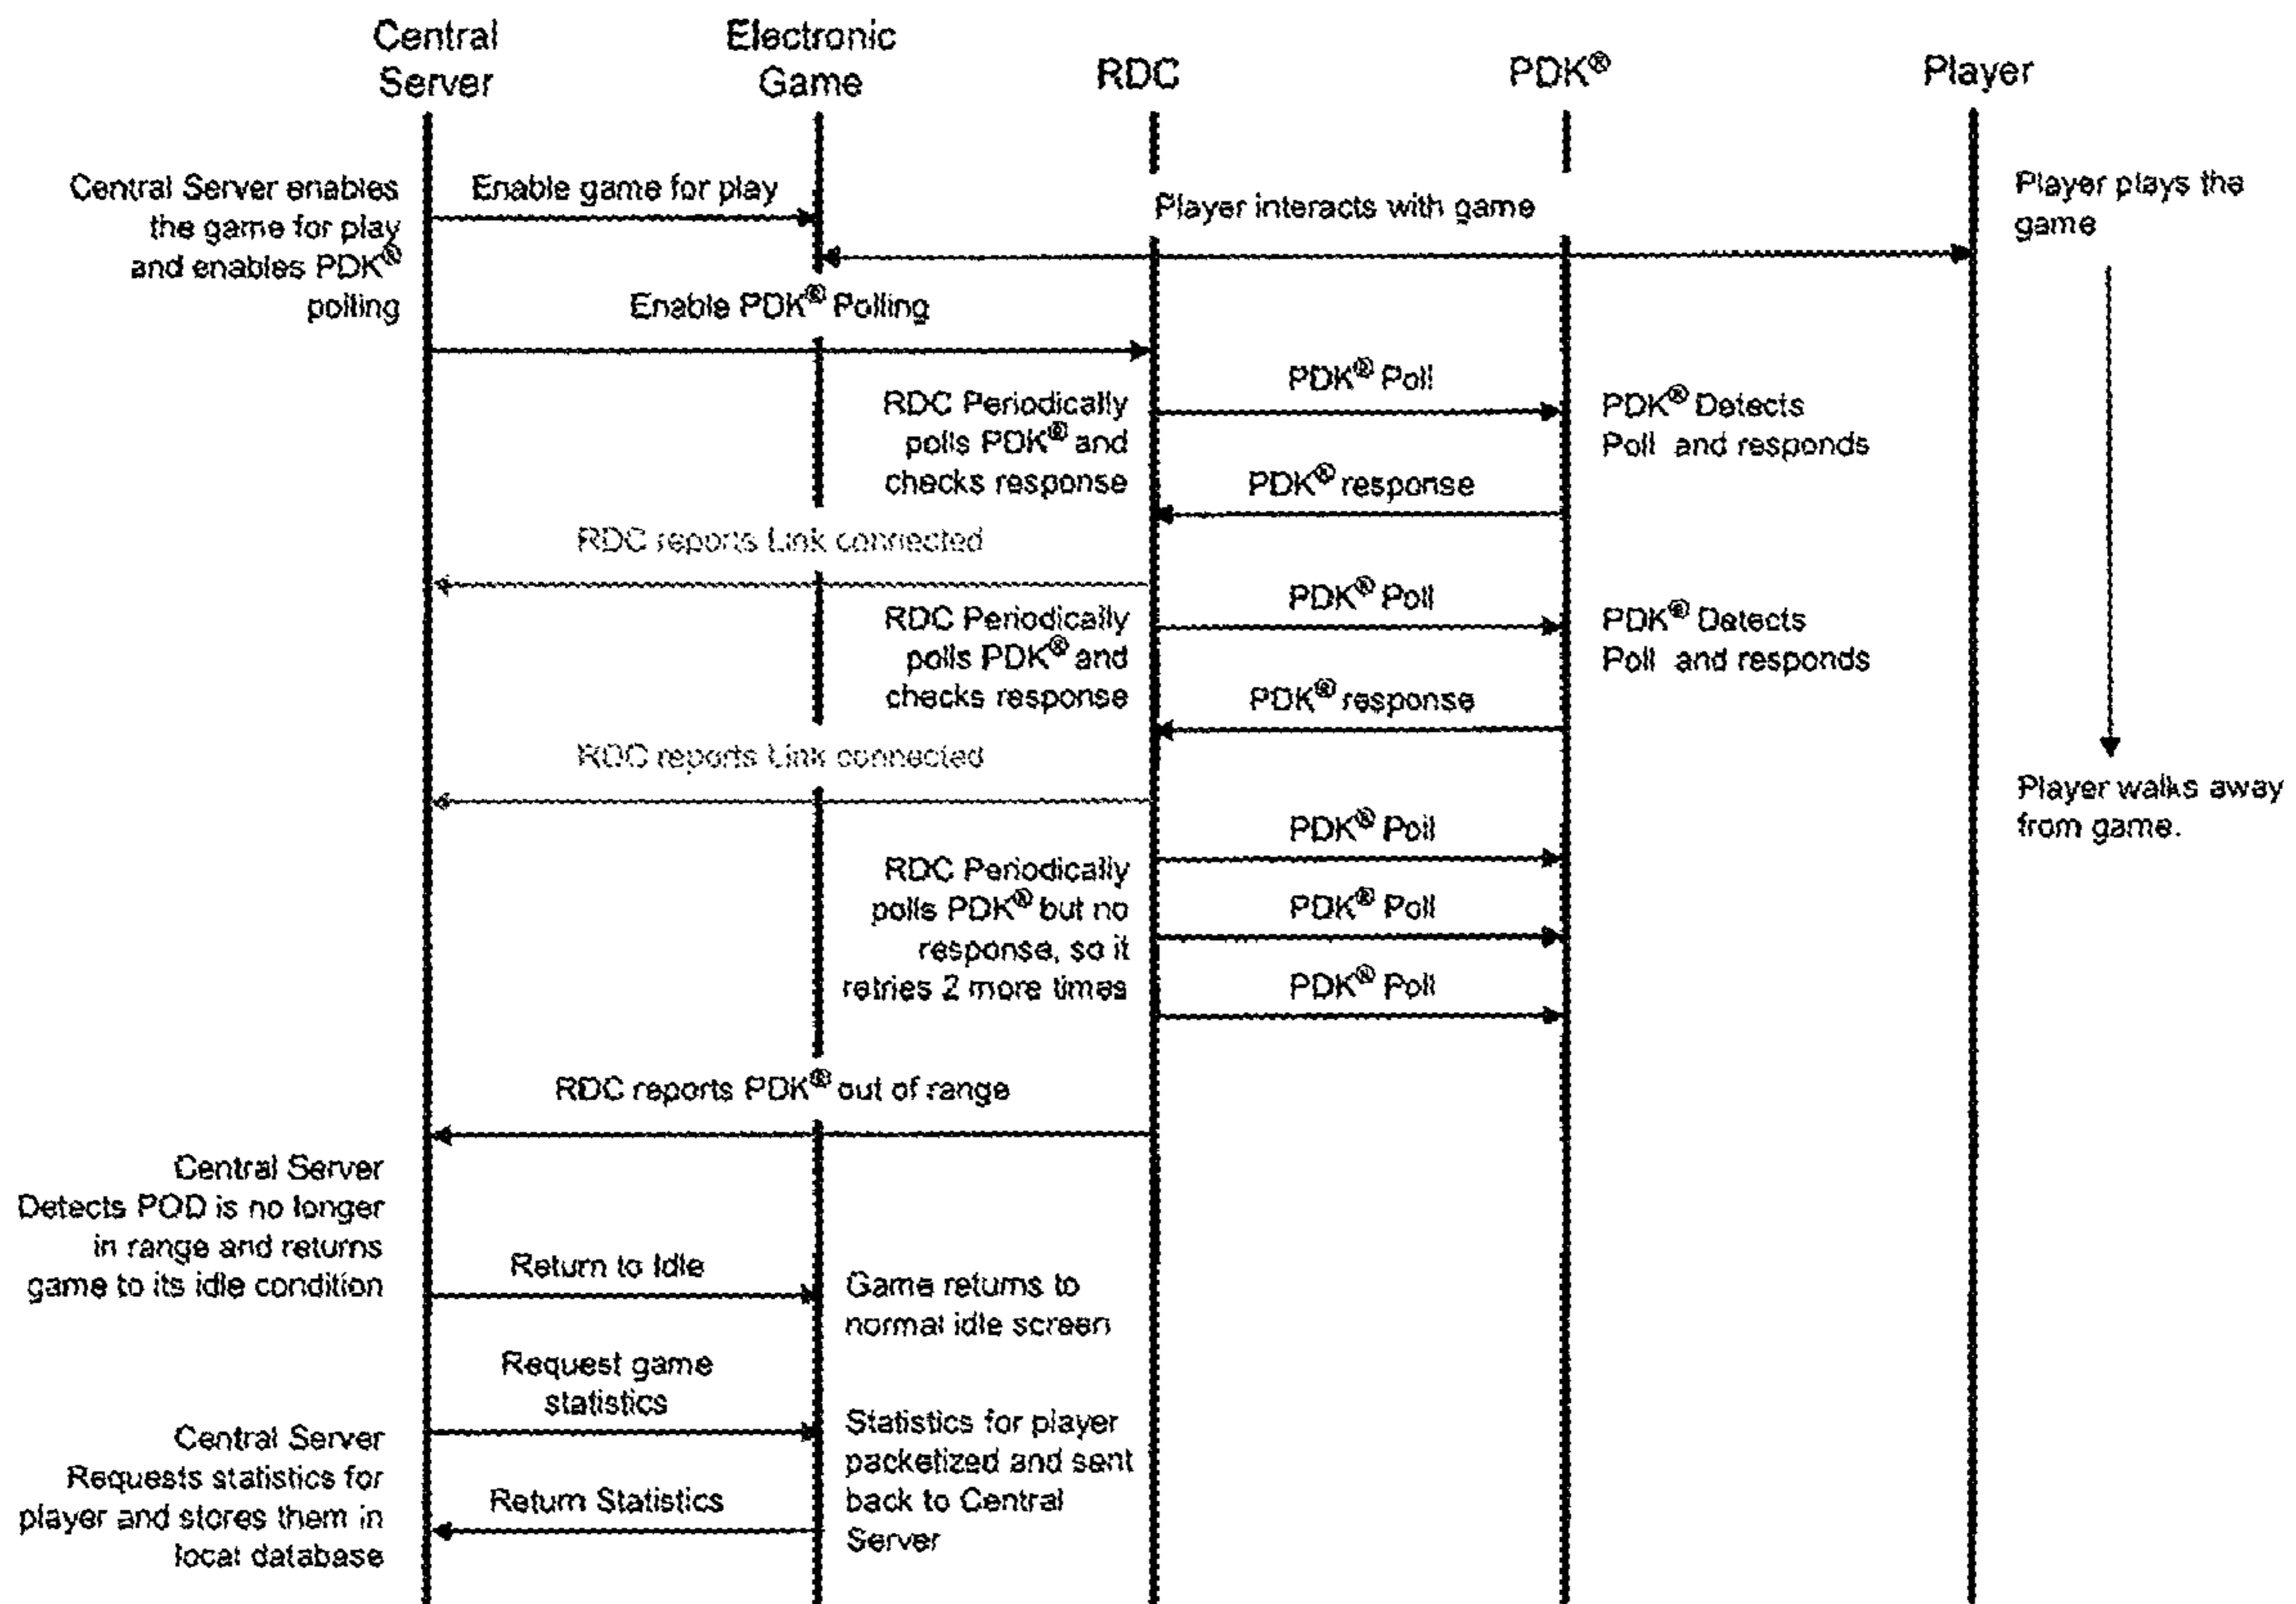 Central
Server
Electronic
Game
RDC
PDK®
Player
Central Server enables
the game for play
and enables PDK®
polling
Enable game for play
Player interacts with game
Player plays the
game
Enable PDK® Polling
RDC Periodically
polls PDK® and
checks response
PDK® Poll
PDK® Detects
Poll and responds
PDK® response
RDC reports Link connected
RDC Periodically
polls PDK® and
checks response
PDK® Poll
PDK® Detects
Poll and responds
PDK® response
RDC reports Link connected
Player walks away
from game.
RDC Periodically
polls PDK® but no
response, so it
retries 2 more times
PDK® Poll
PDK® Poll
PDK® Poll
RDC reports PDK® out of range
Central Server
Detects POD is no longer
in range and returns
game to its idle condition
Return to Idle
Game returns to
normal idle screen
Request game
statistics
Central Server
Requests statistics for
player and stores them in
local database
Statistics for player
packetized and sent
back to Central
Server
Return Statistics